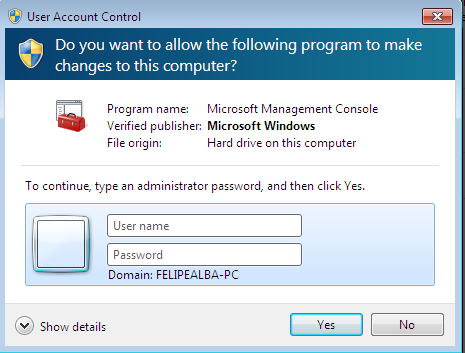 User Account Control
Do you want to allow the following program to make
changes to this computer?
Program name: Microsoft Management Console
Verified publisher: Microsoft Windows
File origin: Hard drive on this computer
To continue, type an administrator password, and then click Yes.
User name
Password
Domain: FELIPEALBA-PC
Show details
Yes
No